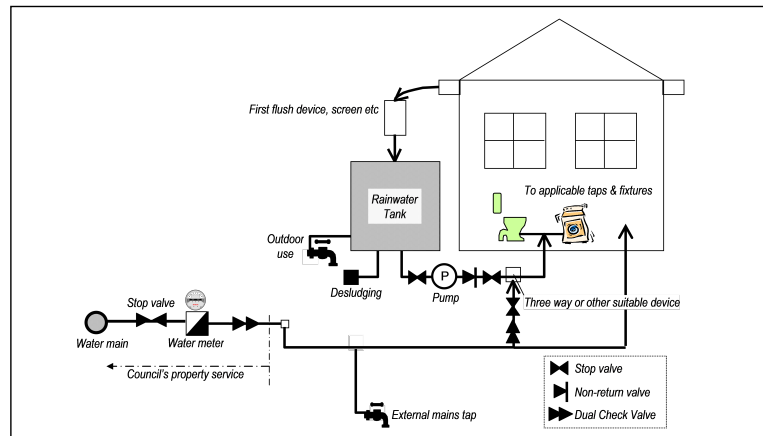 First flush device, screen etc
To applicable taps & fixtures
Rainwater
Tank
Outdoor
use
Desludging
P
Pump
Three way or other suitable device
Stop valve
Water main
Water meter
Council's property service
External mains tap
Stop valve
Non-return valve
Dual Check Valve